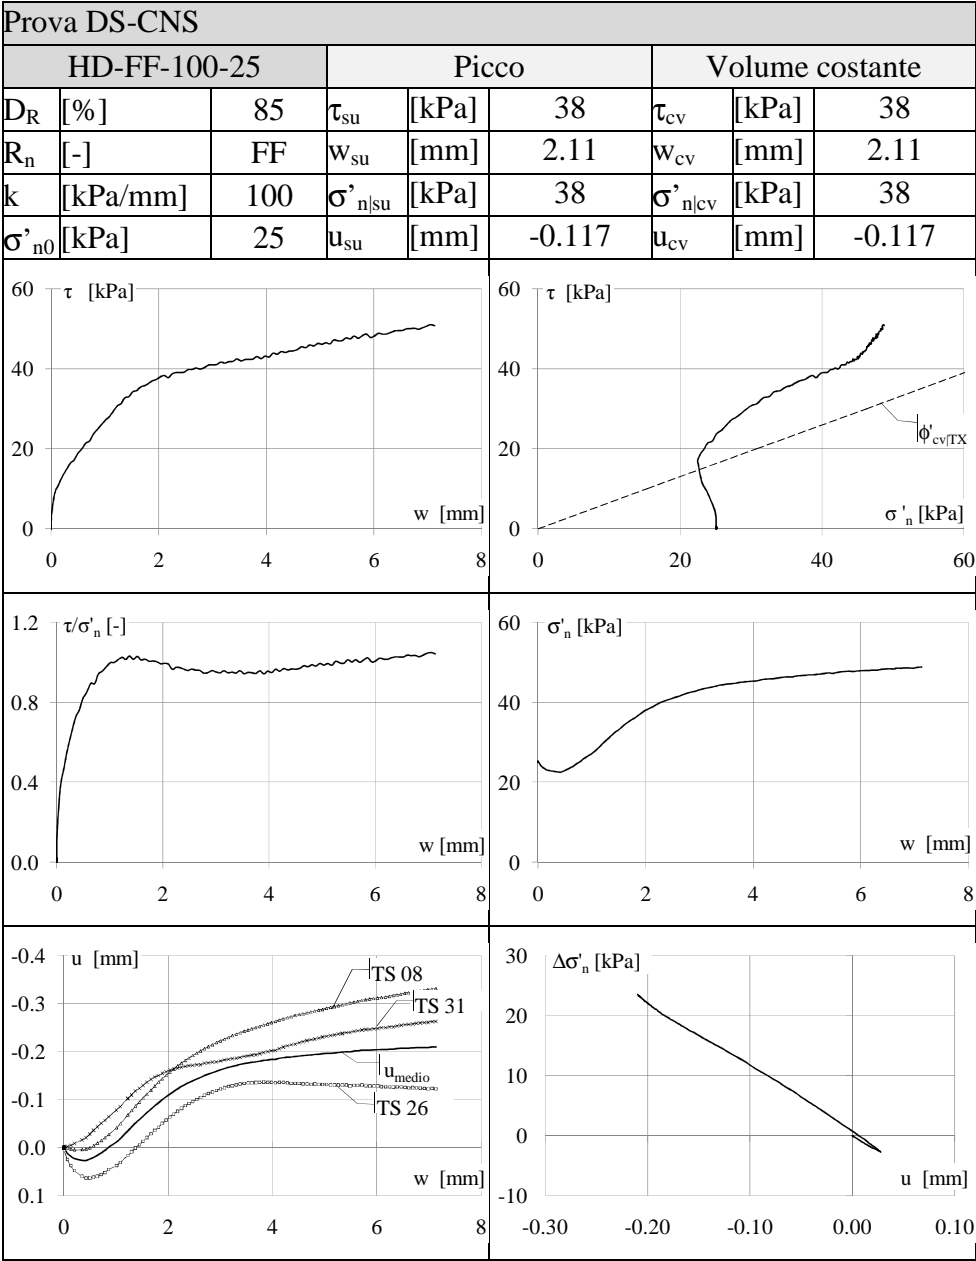 Prova DS-CNS
HD-FF-100-25 Picco Volume costante
D_R [%] 85 τ_su [kPa] 38 τ_cv [kPa] 38
R_n [-] FF w_su [mm] 2.11 w_cv [mm] 2.11
k [kPa/mm] 100 σ’_n|su [kPa] 38 σ’_n|cv [kPa] 38
σ’_n0 [kPa] 25 u_su [mm] -0.117 u_cv [mm] -0.117
τ [kPa]
60
40
20
0
w [mm]
0 2 4 6 8
τ [kPa]
60
40
20
0
ϕ'_cv|TX
σ'_n [kPa]
0 20 40 60
τ/σ'_n [-]
1.2
0.8
0.4
0.0
w [mm]
0 2 4 6 8
σ'_n [kPa]
60
40
20
0
w [mm]
0 2 4 6 8
u [mm]
-0.4
-0.3
-0.2
-0.1
0.0
0.1
TS 08
TS 31
u_medio
TS 26
w [mm]
0 2 4 6 8
Δσ'_n [kPa]
30
20
10
0
-10
u [mm]
-0.30 -0.20 -0.10 0.00 0.10